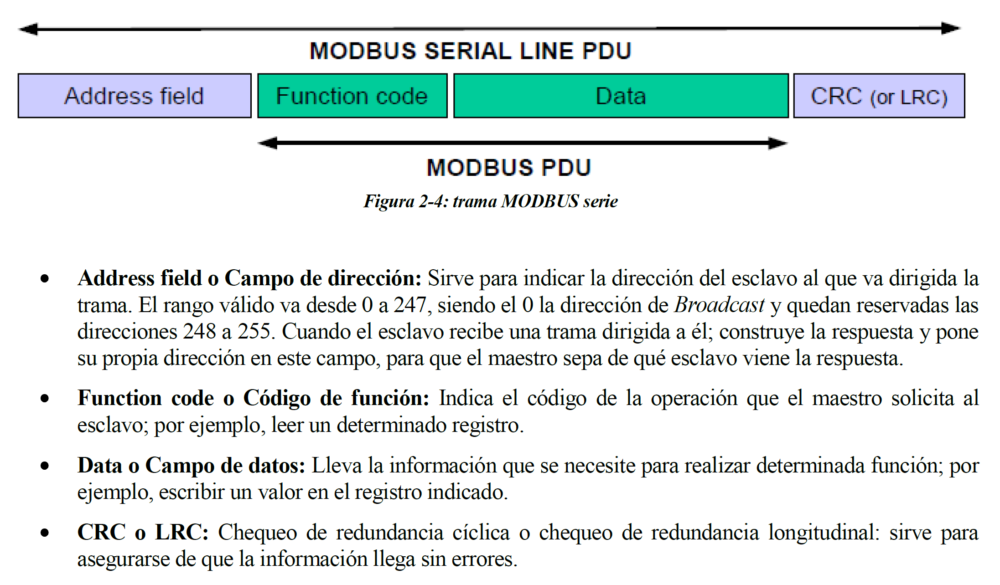 MODBUS SERIAL LINE PDU
Address field
Function code
Data
CRC (or LRC)
MODBUS PDU
Figura 2-4: trama MODBUS serie
• Address field o Campo de dirección: Sirve para indicar la dirección del esclavo al que va dirigida la
trama. El rango válido va desde 0 a 247, siendo el 0 la dirección de Broadcast y quedan reservadas las
direcciones 248 a 255. Cuando el esclavo recibe una trama dirigida a él; construye la respuesta y pone
su propia dirección en este campo, para que el maestro sepa de qué esclavo viene la respuesta.
• Function code o Código de función: Indica el código de la operación que el maestro solicita al
esclavo; por ejemplo, leer un determinado registro.
• Data o Campo de datos: Lleva la información que se necesite para realizar determinada función; por
ejemplo, escribir un valor en el registro indicado.
• CRC o LRC: Chequeo de redundancia cíclica o chequeo de redundancia longitudinal: sirve para
asegurarse de que la información llega sin errores.